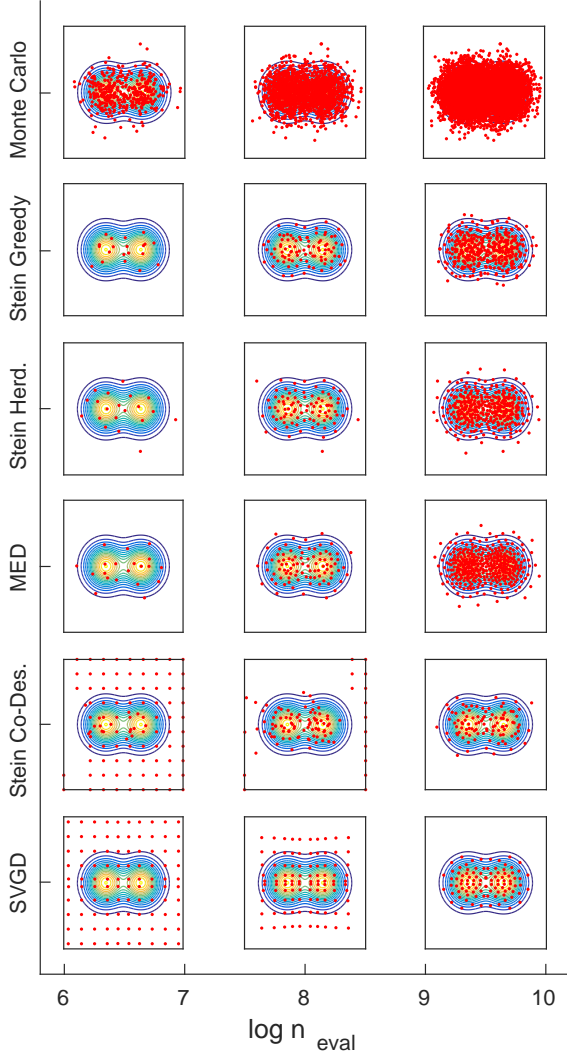 Monte Carlo
Stein Greedy
Stein Herd.
MED
Stein Co-Des.
SVGD
6 7 8 9 10
log n eval